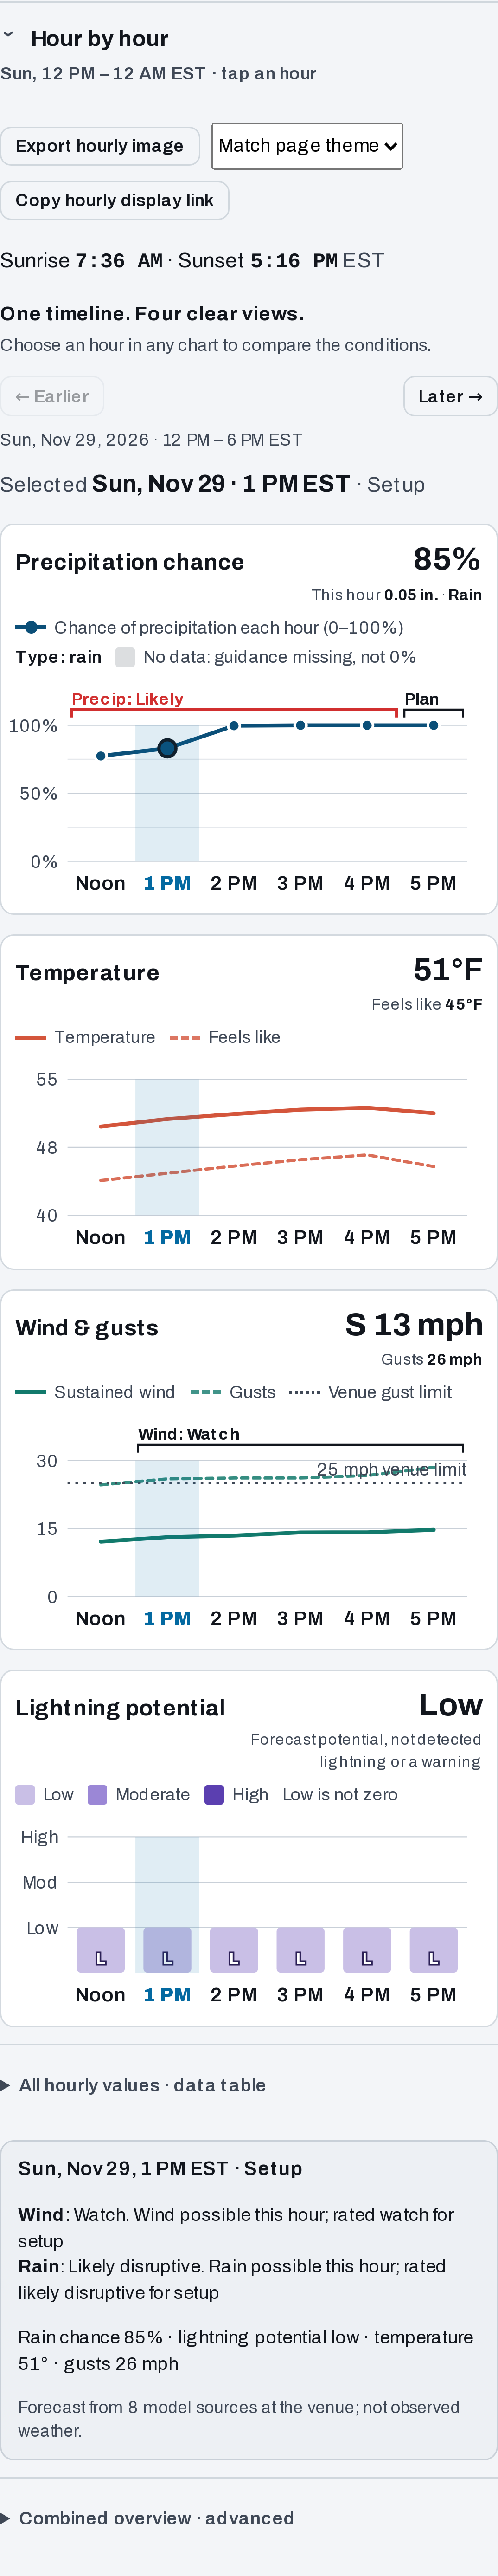 Hour by hour
Sun, 12 PM – 12 AM EST · tap an hour
Export hourly image
Match page theme
Copy hourly display link
Sunrise 7:36 AM · Sunset 5:16 PM EST
One timeline. Four clear views.
Choose an hour in any chart to compare the conditions.
← Earlier
Later →
Sun, Nov 29, 2026 · 12 PM – 6 PM EST
Selected Sun, Nov 29 · 1 PM EST · Setup
Precipitation chance
85%
This hour 0.05 in. · Rain
Chance of precipitation each hour (0–100%)
Type: rain
No data: guidance missing, not 0%
Precip: Likely
Plan
100%
50%
0%
Noon 1 PM 2 PM 3 PM 4 PM 5 PM
Temperature
51°F
Feels like 45°F
Temperature
Feels like
55
48
40
Noon 1 PM 2 PM 3 PM 4 PM 5 PM
Wind & gusts
S 13 mph
Gusts 26 mph
Sustained wind
Gusts
Venue gust limit
Wind: Watch
30
25 mph venue limit
15
0
Noon 1 PM 2 PM 3 PM 4 PM 5 PM
Lightning potential
Low
Forecast potential, not detected
lightning or a warning
Low
Moderate
High
Low is not zero
High
Mod
Low
L L L L L L
Noon 1 PM 2 PM 3 PM 4 PM 5 PM
All hourly values · data table
Sun, Nov 29, 1 PM EST · Setup
Wind: Watch. Wind possible this hour; rated watch for
setup
Rain: Likely disruptive. Rain possible this hour; rated
likely disruptive for setup
Rain chance 85% · lightning potential low · temperature
51° · gusts 26 mph
Forecast from 8 model sources at the venue; not observed
weather.
Combined overview · advanced